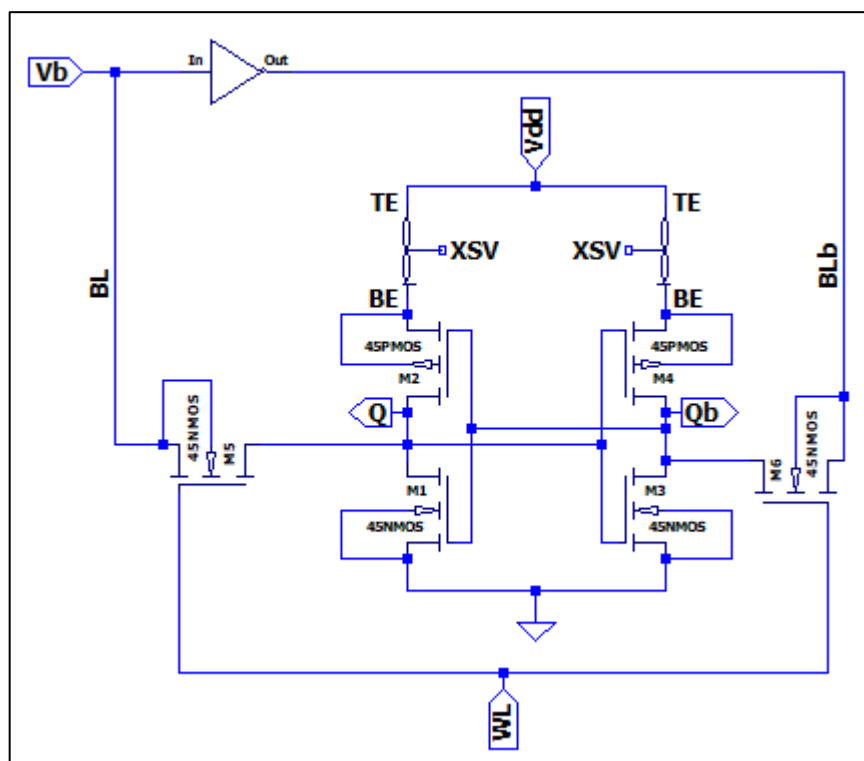 Vb
In
Out
Vdd
TE
TE
XSV
XSV
BL
BLb
BE
BE
45PMOS
45PMOS
M2
M4
Q
Qb
45NMOS
M5
M6
45NMOS
M1
M3
45NMOS
45NMOS
WL